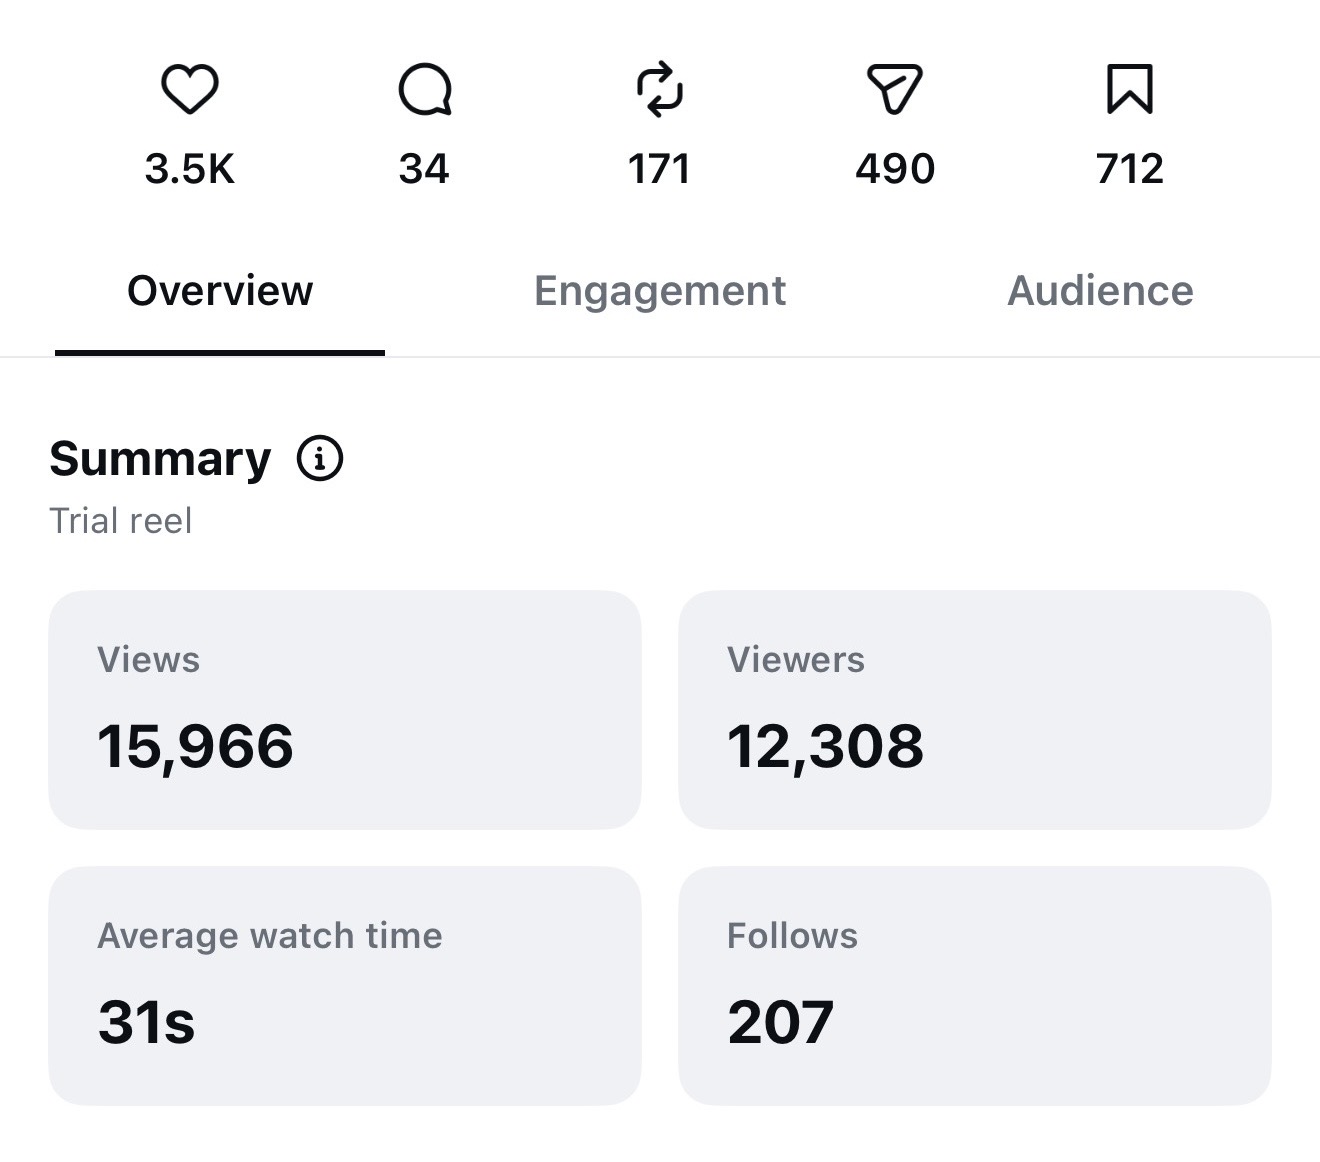 3.5K 34 171 490 712
Overview Engagement Audience
Summary
Trial reel
Views Viewers
15,966 12,308
Average watch time Follows
31s 207